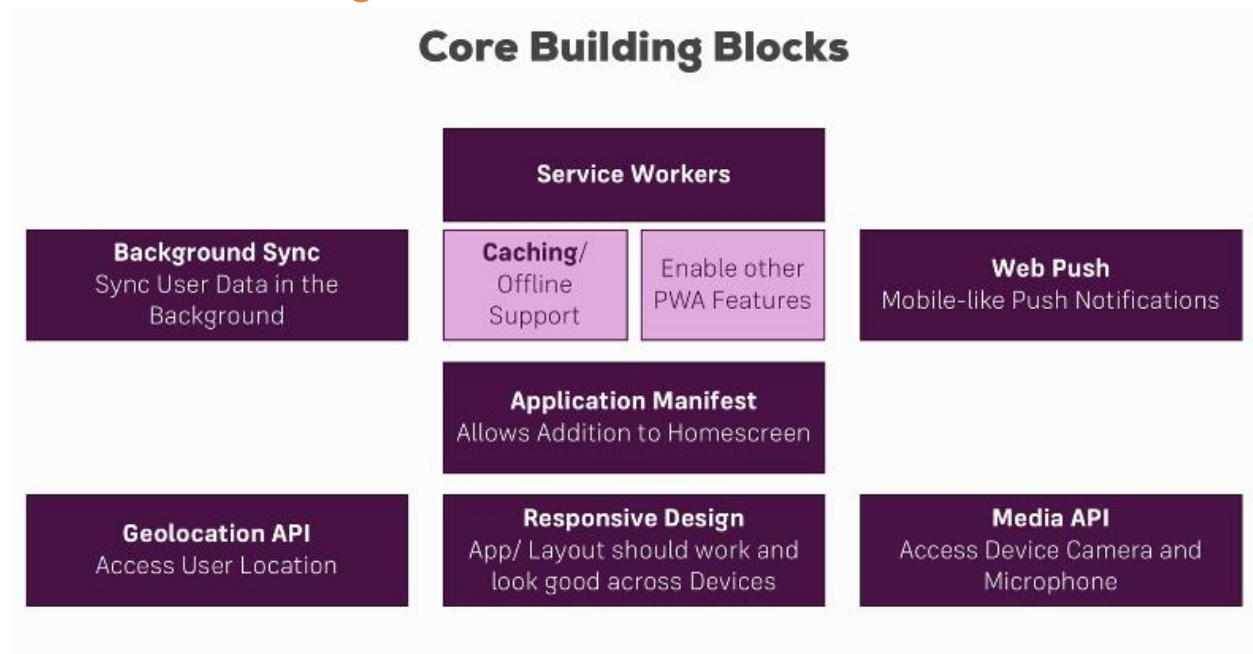 Core Building Blocks
Service Workers
Background Sync
Sync User Data in the
Background
Caching/
Offline
Support
Enable other
PWA Features
Web Push
Mobile-like Push Notifications
Application Manifest
Allows Addition to Homescreen
Geolocation API
Access User Location
Responsive Design
App/ Layout should work and
look good across Devices
Media API
Access Device Camera and
Microphone